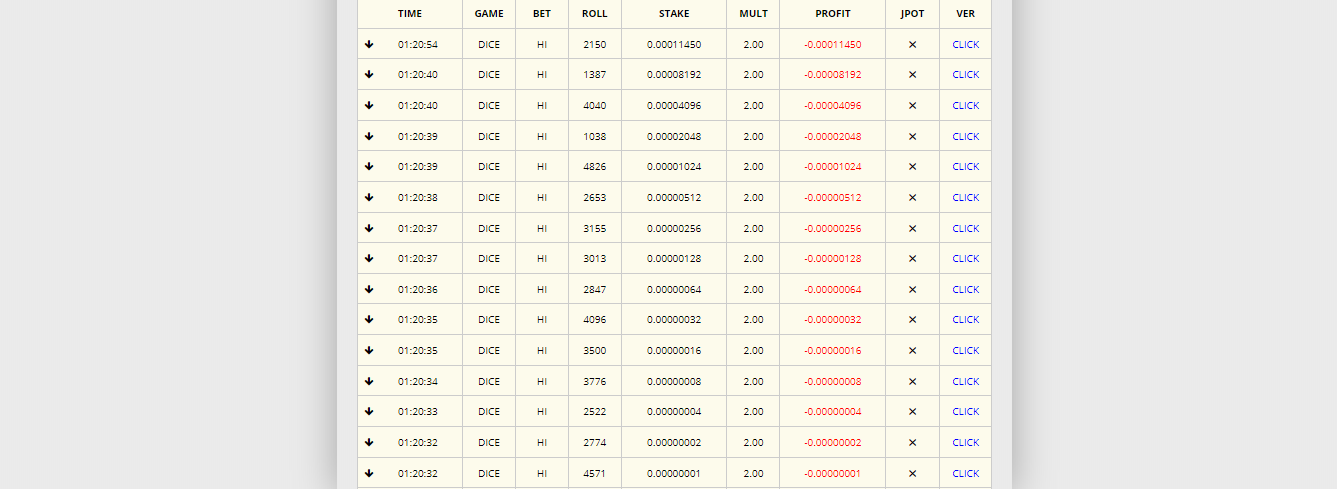 TIME GAME BET ROLL STAKE MULT PROFIT JPOT VER
01:20:54 DICE HI 2150 0.00011450 2.00 -0.00011450 ✕ CLICK
01:20:40 DICE HI 1387 0.00008192 2.00 -0.00008192 ✕ CLICK
01:20:40 DICE HI 4040 0.00004096 2.00 -0.00004096 ✕ CLICK
01:20:39 DICE HI 1038 0.00002048 2.00 -0.00002048 ✕ CLICK
01:20:39 DICE HI 4826 0.00001024 2.00 -0.00001024 ✕ CLICK
01:20:38 DICE HI 2653 0.00000512 2.00 -0.00000512 ✕ CLICK
01:20:37 DICE HI 3155 0.00000256 2.00 -0.00000256 ✕ CLICK
01:20:37 DICE HI 3013 0.00000128 2.00 -0.00000128 ✕ CLICK
01:20:36 DICE HI 2847 0.00000064 2.00 -0.00000064 ✕ CLICK
01:20:35 DICE HI 4096 0.00000032 2.00 -0.00000032 ✕ CLICK
01:20:35 DICE HI 3500 0.00000016 2.00 -0.00000016 ✕ CLICK
01:20:34 DICE HI 3776 0.00000008 2.00 -0.00000008 ✕ CLICK
01:20:33 DICE HI 2522 0.00000004 2.00 -0.00000004 ✕ CLICK
01:20:32 DICE HI 2774 0.00000002 2.00 -0.00000002 ✕ CLICK
01:20:32 DICE HI 4571 0.00000001 2.00 -0.00000001 ✕ CLICK